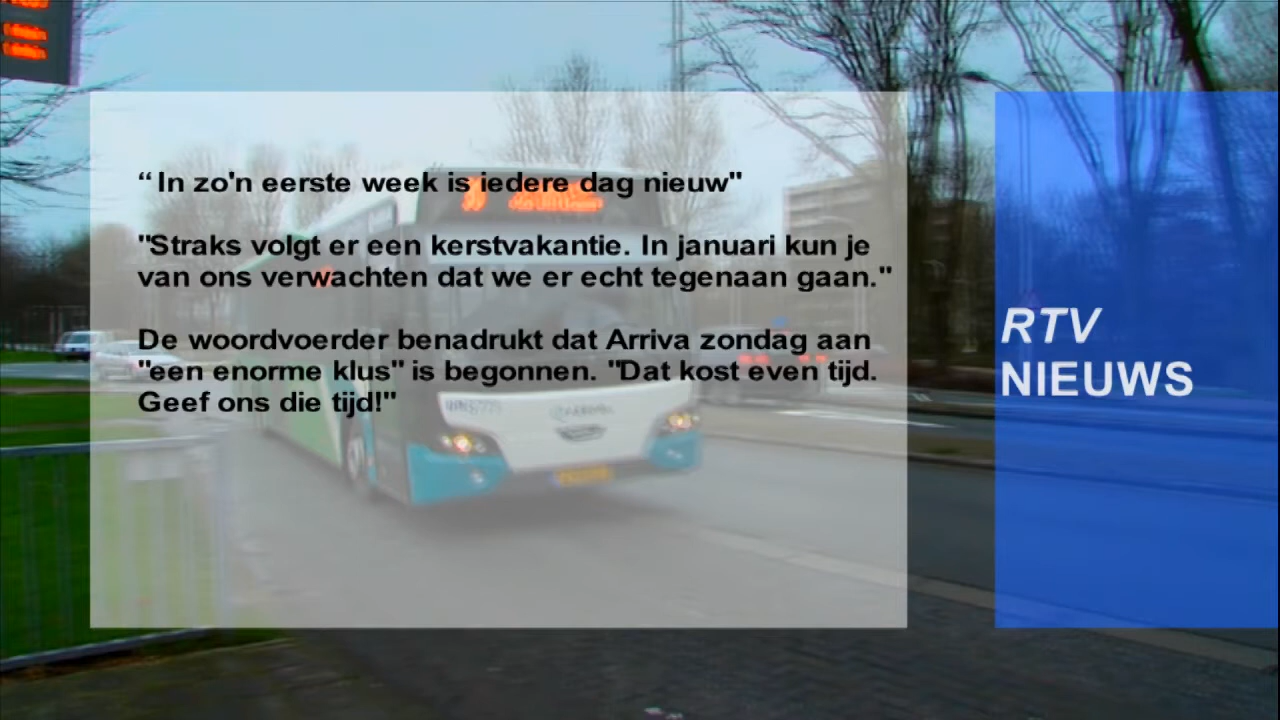 “ In zo'n eerste week is iedere dag nieuw"
"Straks volgt er een kerstvakantie. In januari kun je
van ons verwachten dat we er echt tegenaan gaan."
De woordvoerder benadrukt dat Arriva zondag aan
"een enorme klus" is begonnen. "Dat kost even tijd.
Geef ons die tijd!"
RTV
NIEUWS